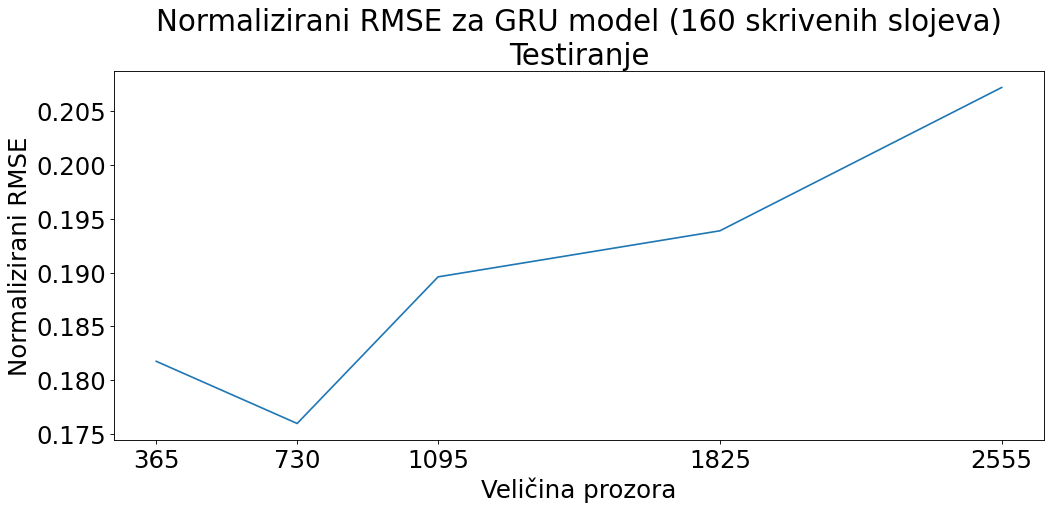 Normalizirani RMSE za GRU model (160 skrivenih slojeva)
Testiranje
Normalizirani RMSE
0.205
0.200
0.195
0.190
0.185
0.180
0.175
365 730 1095 1825 2555
Veličina prozora